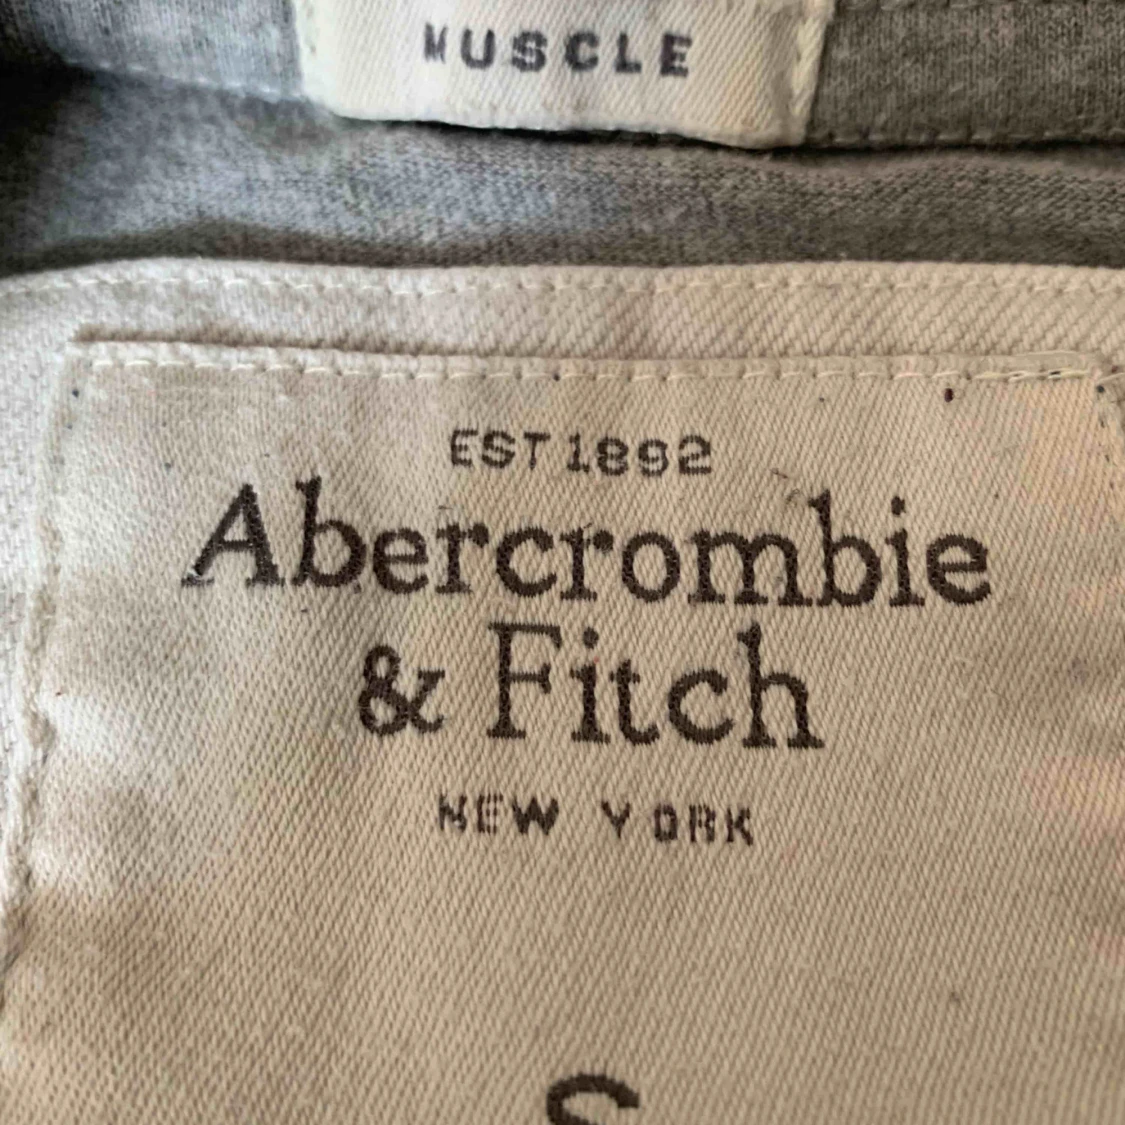 MUSCLE
EST 1892
Abercrombie
& Fitch
NEW YORK
S